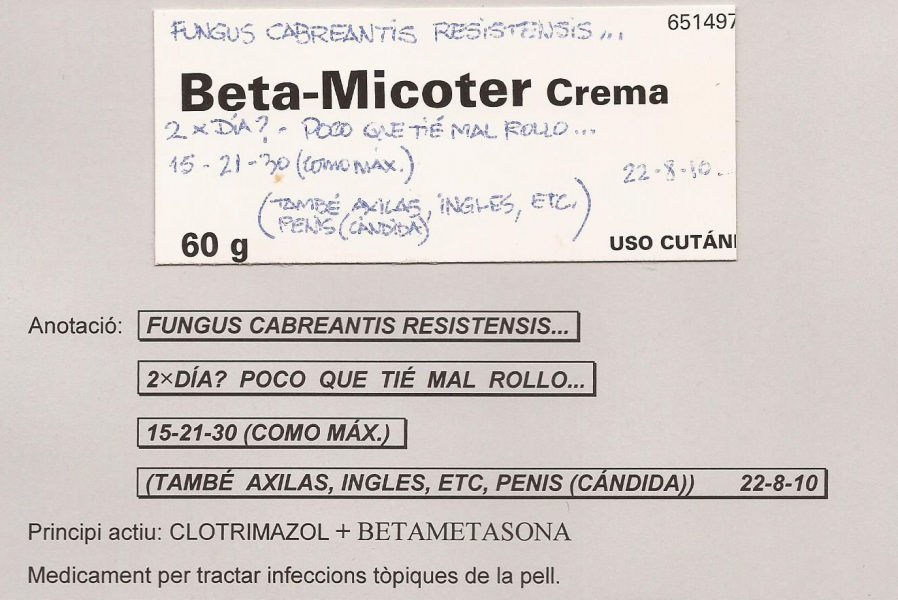 FUNGUS CABREANTIS RESISTENSIS...
651497
Beta-Micoter Crema
2 x DÍA? - POCO QUE TIÉ MAL ROLLO...
15 - 21 - 30 (COMO MÁX.)
22-8-10.
(TAMBÉ AXILAS, INGLES, ETC.
PENIS (CÁNDIDA))
60 g
USO CUTÁN
Anotació: FUNGUS CABREANTIS RESISTENSIS...
2×DÍA? POCO QUE TIÉ MAL ROLLO...
15-21-30 (COMO MÁX.)
(TAMBÉ AXILAS, INGLES, ETC, PENIS (CÁNDIDA)) 22-8-10
Principi actiu: CLOTRIMAZOL + BETAMETASONA
Medicament per tractar infeccions tòpiques de la pell.